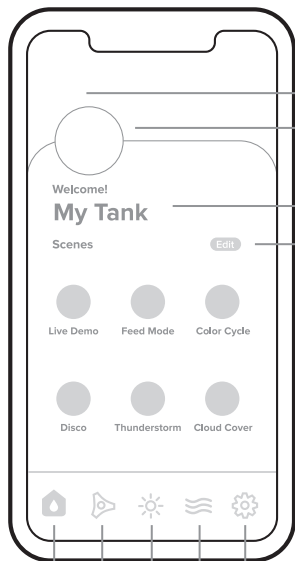 Welcome!
My Tank
Scenes Edit
Live Demo Feed Mode Color Cycle
Disco Thunderstorm Cloud Cover